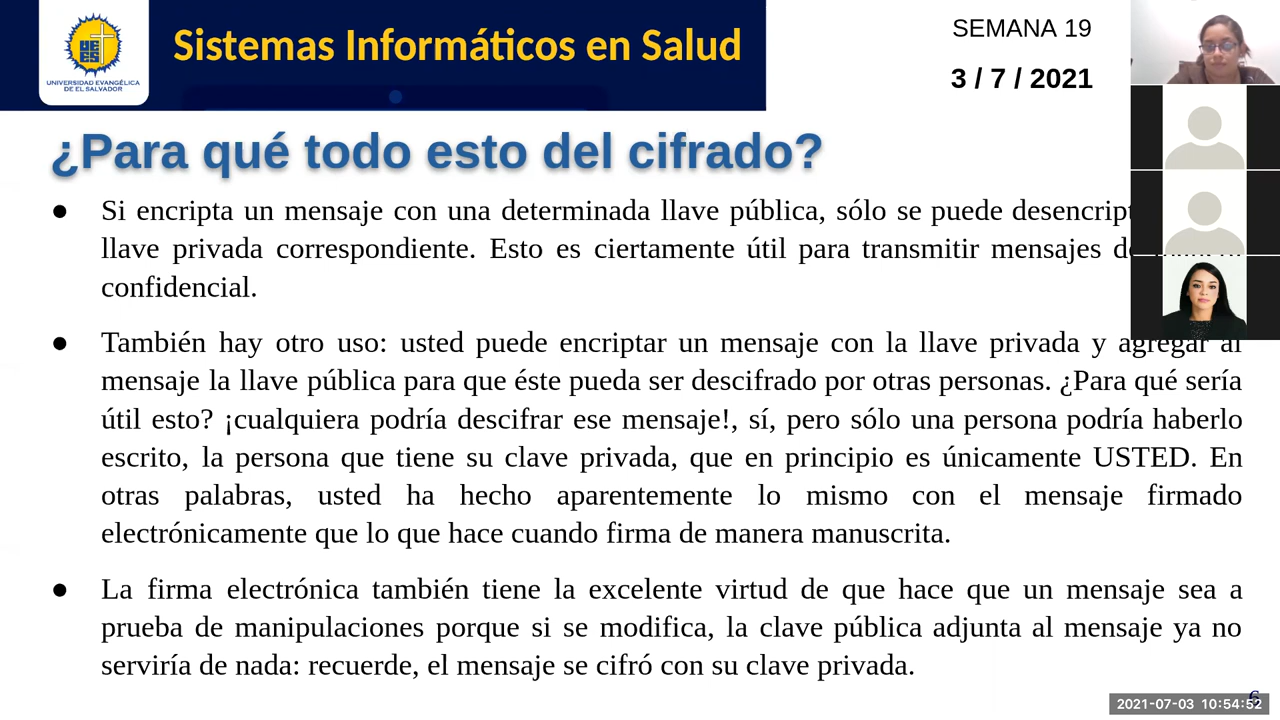 Sistemas Informáticos en Salud
UNIVERSIDAD EVANGÉLICA
DE EL SALVADOR
SEMANA 19
3 / 7 / 2021
¿Para qué todo esto del cifrado?
● Si encripta un mensaje con una determinada llave pública, sólo se puede
llave privada correspondiente. Esto es ciertamente útil para transmitir mensajes
confidencial.
● También hay otro uso: usted puede encriptar un mensaje con la llave privada y agregar al
mensaje la llave pública para que éste pueda ser descifrado por otras personas. ¿Para qué sería
útil esto? ¡cualquiera podría descifrar ese mensaje!, sí, pero sólo una persona podría haberlo
escrito, la persona que tiene su clave privada, que en principio es únicamente USTED. En
otras palabras, usted ha hecho aparentemente lo mismo con el mensaje firmado
electrónicamente que lo que hace cuando firma de manera manuscrita.
● La firma electrónica también tiene la excelente virtud de que hace que un mensaje sea a
prueba de manipulaciones porque si se modifica, la clave pública adjunta al mensaje ya no
serviría de nada: recuerde, el mensaje se cifró con su clave privada.
6
2021-07-03 10:54:52